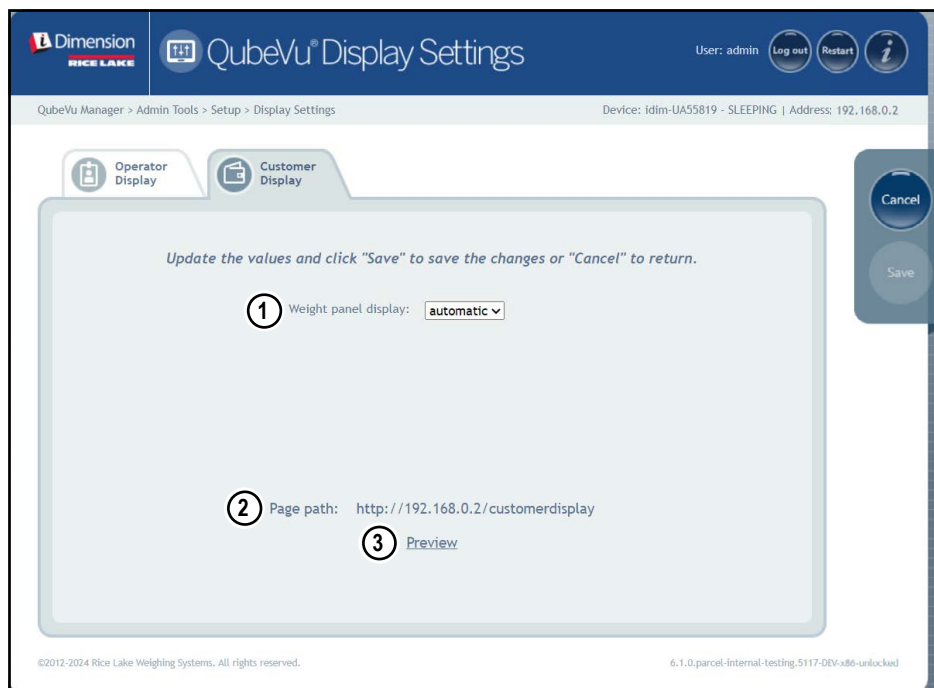 iDimension
RICE LAKE
QubeVu® Display Settings
User: admin
Log out
Restart
i
QubeVu Manager > Admin Tools > Setup > Display Settings
Device: idim-UA55819 - SLEEPING | Address: 192.168.0.2
Operator
Display
Customer
Display
Cancel
Save
Update the values and click "Save" to save the changes or "Cancel" to return.
1 Weight panel display: automatic
2 Page path: http://192.168.0.2/customerdisplay
3 Preview
©2012-2024 Rice Lake Weighing Systems. All rights reserved.
6.1.0.parcel-internal-testing.5117-DEV-x86-unlocked